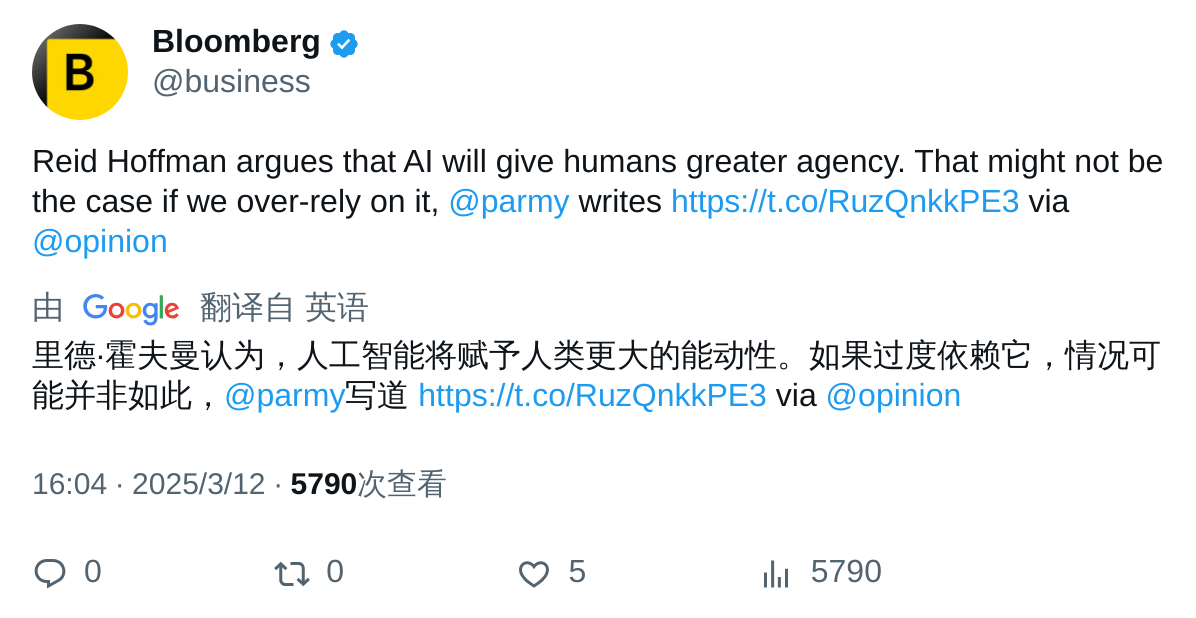 B
Bloomberg
@business
Reid Hoffman argues that AI will give humans greater agency. That might not be
the case if we over-rely on it, @parmy writes https://t.co/RuzQnkkPE3 via
@opinion
由 Google 翻译自 英语
里德·霍夫曼认为，人工智能将赋予人类更大的能动性。如果过度依赖它，情况可
能并非如此，@parmy写道 https://t.co/RuzQnkkPE3 via @opinion
16:04 · 2025/3/12 · 5790次查看
0 0 5 5790